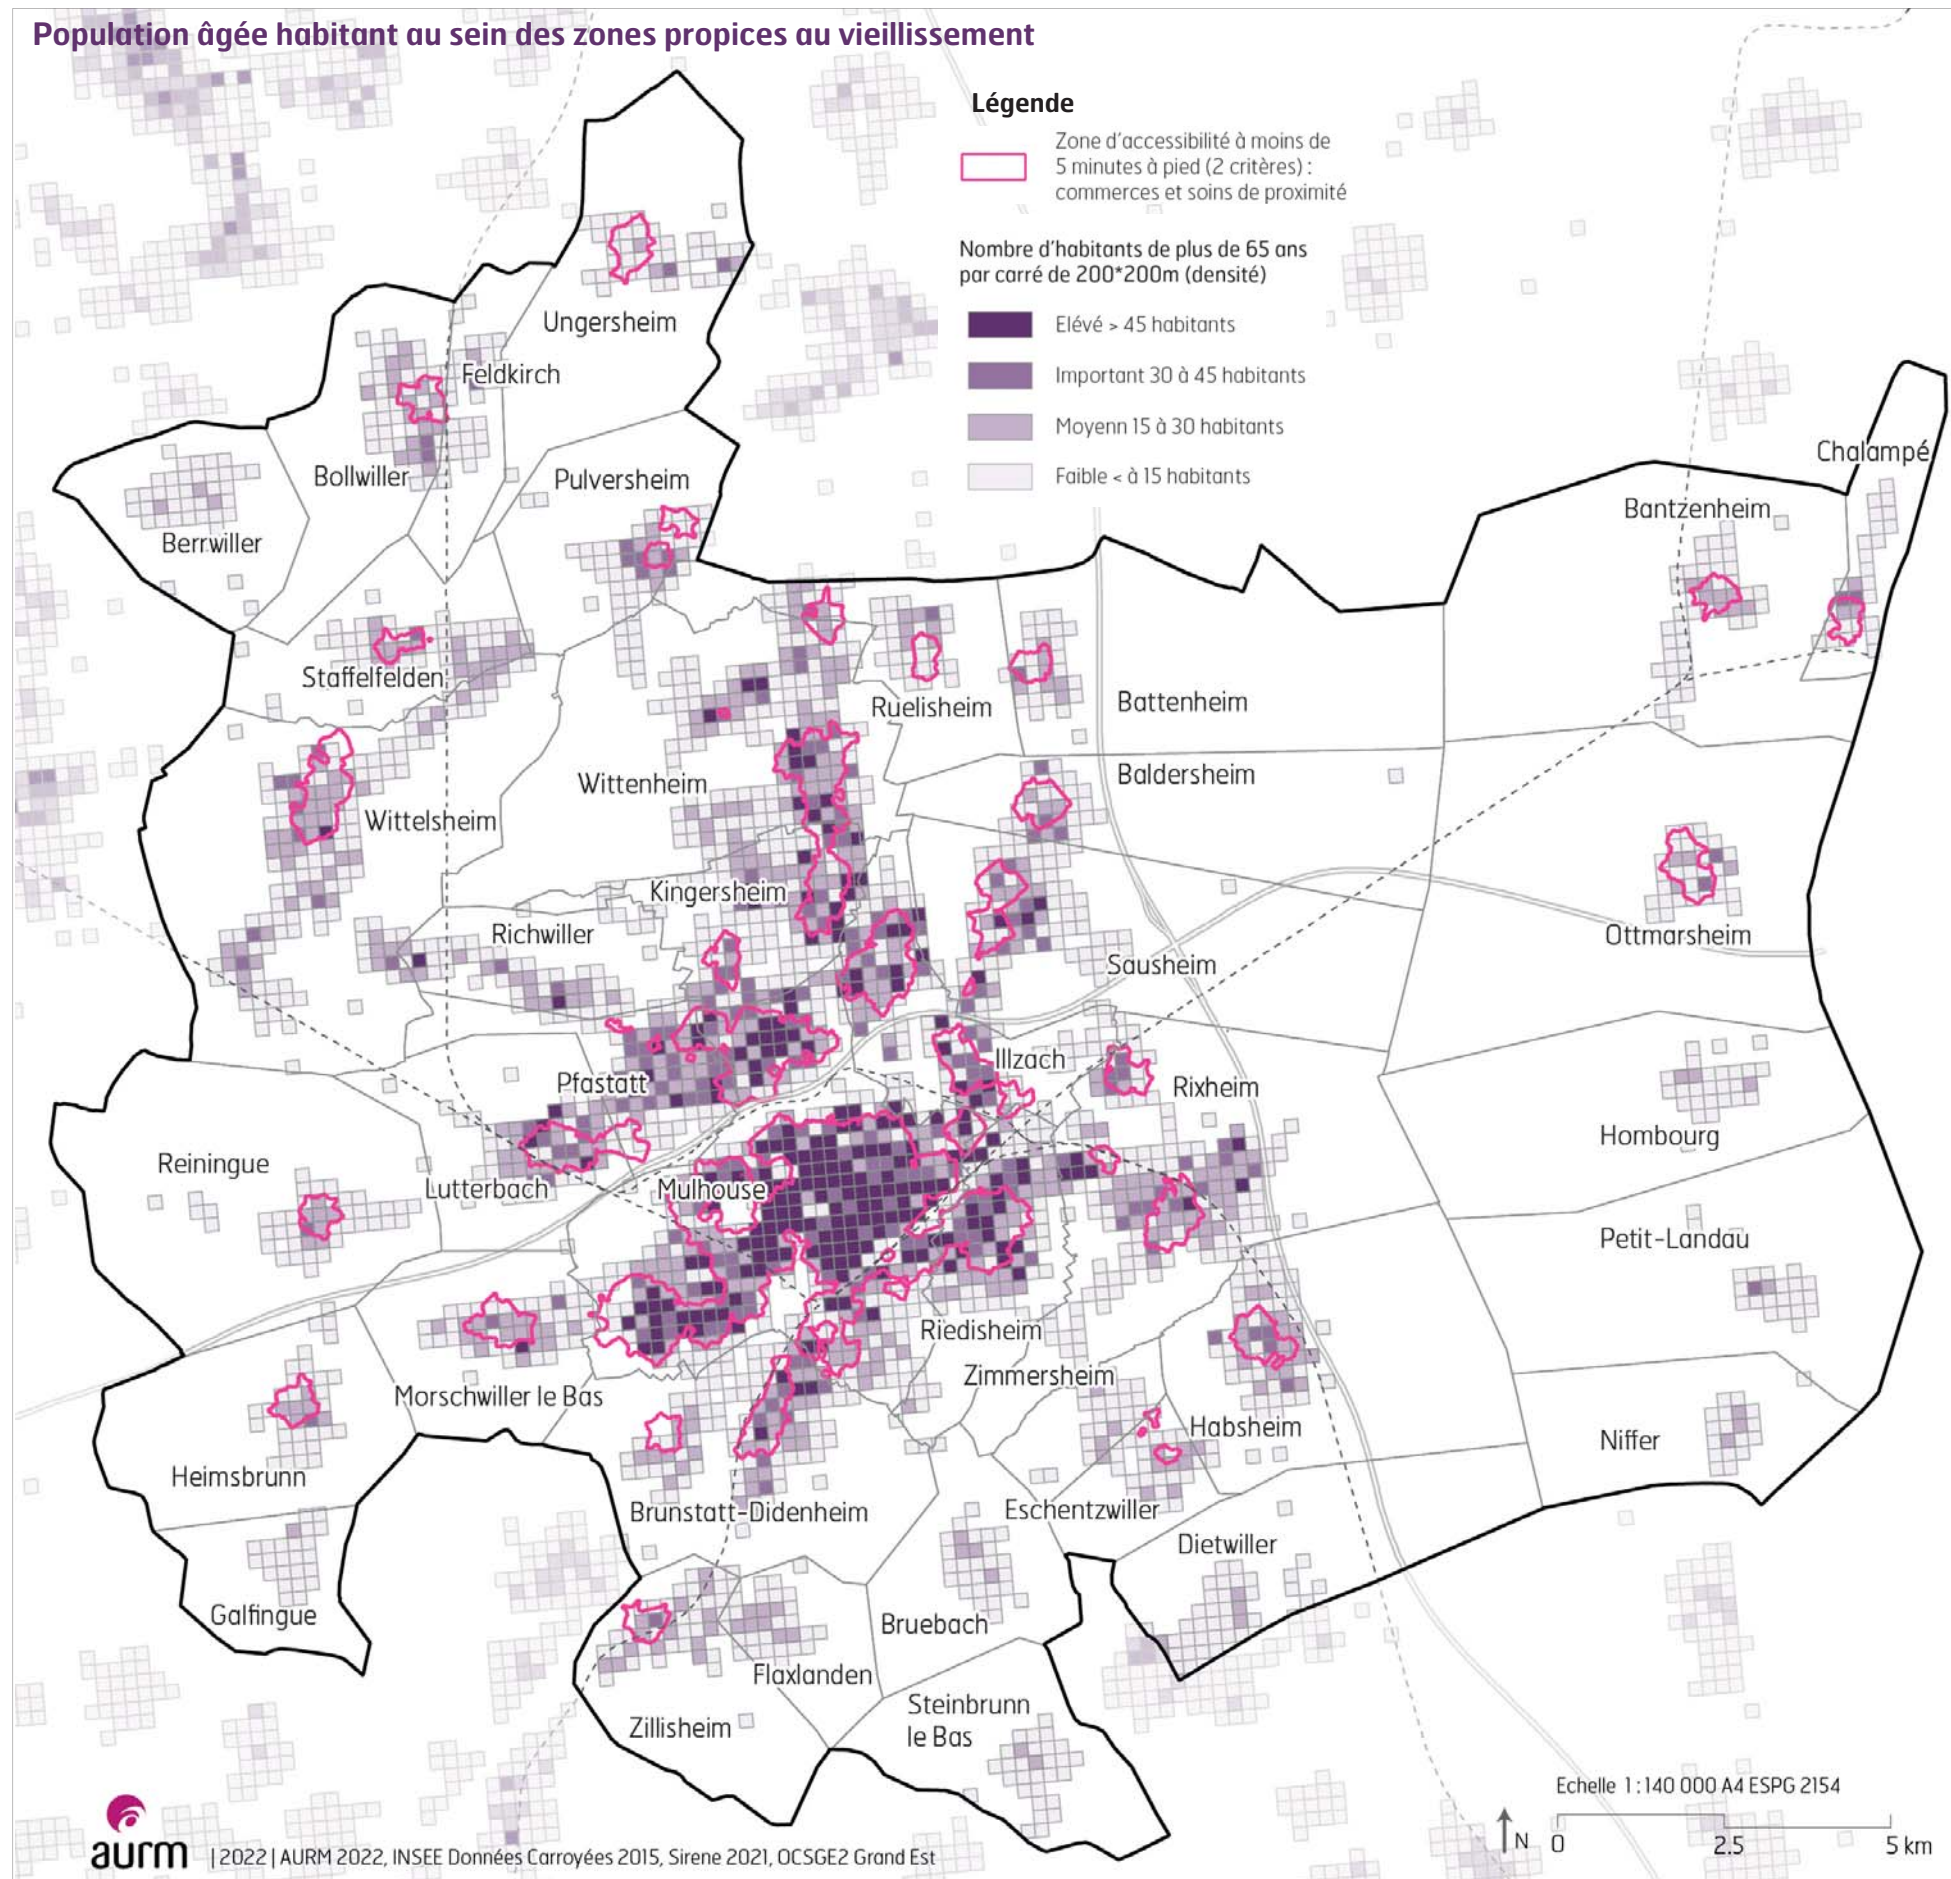 Population âgée habitant au sein des zones propices au vieillissement
Légende
Zone d'accessibilité à moins de
5 minutes à pied (2 critères) :
commerces et soins de proximité
Nombre d'habitants de plus de 65 ans
par carré de 200*200m (densité)
Elévé > 45 habitants
Important 30 à 45 habitants
Moyenn 15 à 30 habitants
Faible < à 15 habitants
Ungersheim
Feldkirch
Bollwiller
Pulversheim
Berrwiller
Chalampé
Bantzenheim
Staffelfelden
Ruelisheim
Battenheim
Wittenheim
Baldersheim
Wittelsheim
Kingersheim
Richwiller
Ottmarsheim
Sausheim
Illzach
Pfastatt
Rixheim
Hombourg
Reiningue
Lutterbach
Mulhouse
Petit-Landau
Riedisheim
Zimmersheim
Morschwiller le Bas
Habsheim
Niffer
Heimsbrunn
Brunstatt-Didenheim
Eschentzwiller
Dietwiller
Galfingue
Bruebach
Flaxlanden
Steinbrunn
le Bas
Zillisheim
Echelle 1:140 000 A4 ESPG 2154
N 0 2.5 5 km
aurm | 2022 | AURM 2022, INSEE Données Carroyées 2015, Sirene 2021, OCSGE2 Grand Est